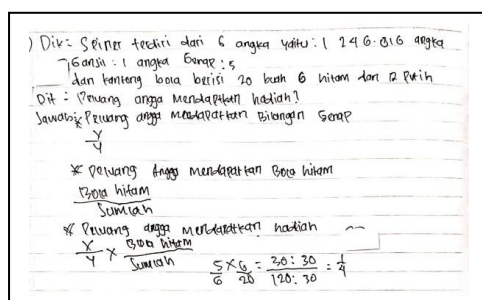 ) Dik = Spiner terdiri dari 6 angka yaitu : 1 2 4 6 . 8 1 6 angka
Ganjil : 1 angka Genap : 5
dan kantong bola berisi 20 buah 6 hitam dan 12 Putih
Dit = Peluang angga Mendapatkan hadiah?
Jawab : * Peluang angga mendapatkan Bilangan Genap
X
Y
* Peluang Angga mendapatkan Bola hitam
Bola hitam
Jumlah
* Peluang angga mendapatkan hadiah
X/Y x Bola hitam/Jumlah
5/6 x 6/20 = 30 : 30/120 : 30 = 1/4